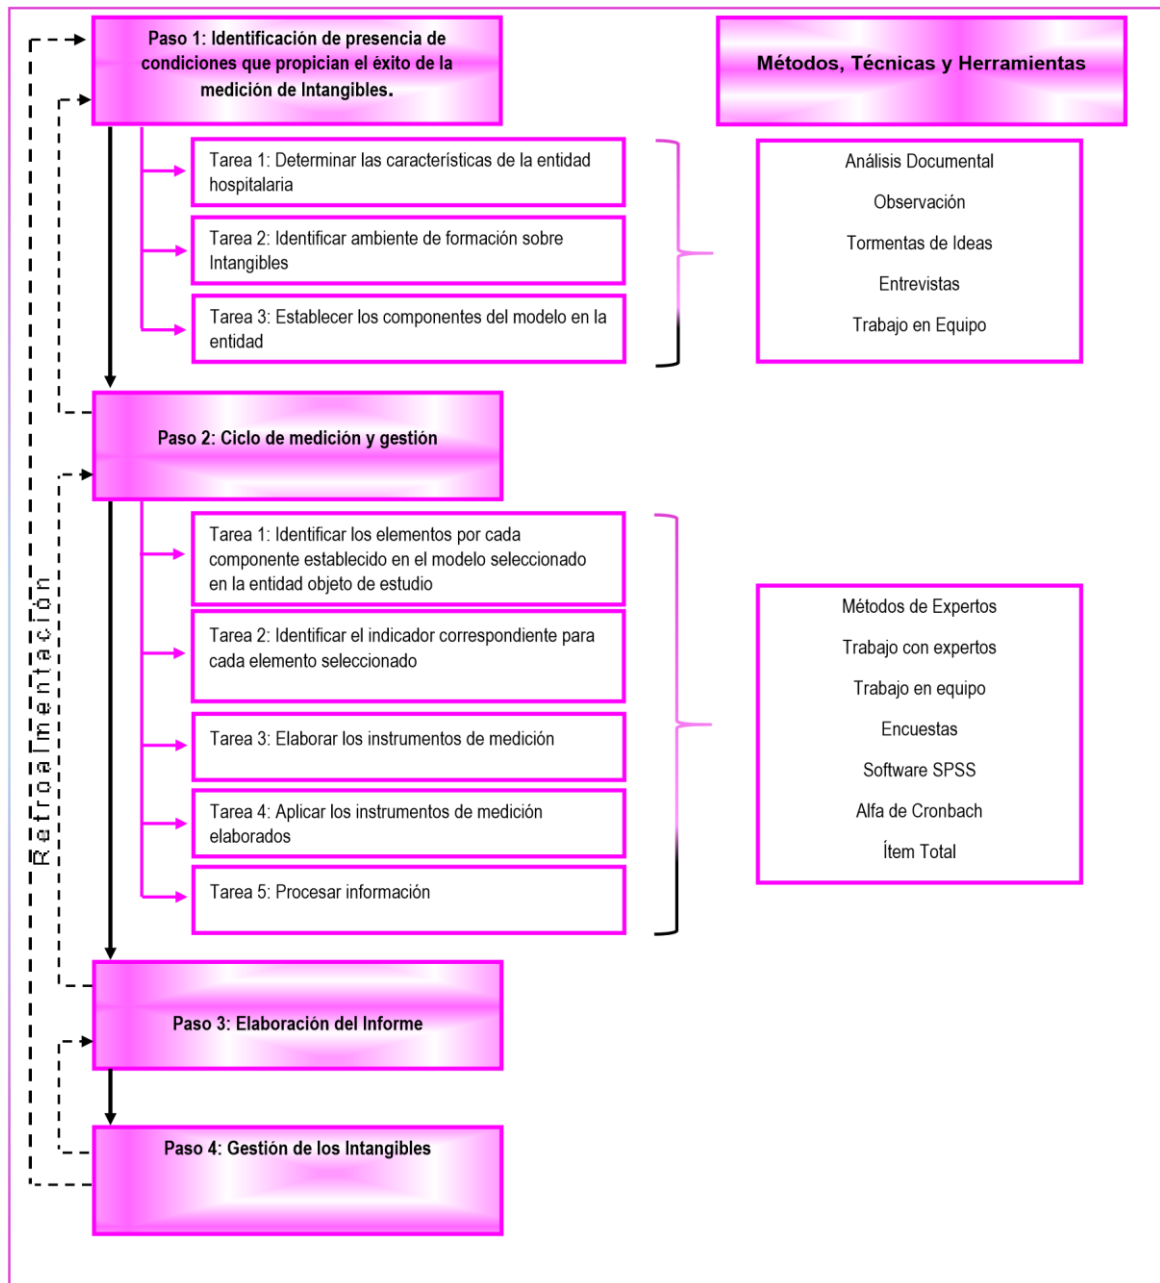 Paso 1: Identificación de presencia de
condiciones que propician el éxito de la
medición de Intangibles.
Métodos, Técnicas y Herramientas
Tarea 1: Determinar las características de la entidad
hospitalaria
Tarea 2: Identificar ambiente de formación sobre
Intangibles
Tarea 3: Establecer los componentes del modelo en la
entidad
Análisis Documental
Observación
Tormentas de Ideas
Entrevistas
Trabajo en Equipo
Paso 2: Ciclo de medición y gestión
Tarea 1: Identificar los elementos por cada
componente establecido en el modelo seleccionado
en la entidad objeto de estudio
Tarea 2: Identificar el indicador correspondiente para
cada elemento seleccionado
Tarea 3: Elaborar los instrumentos de medición
Tarea 4: Aplicar los instrumentos de medición
elaborados
Tarea 5: Procesar información
Métodos de Expertos
Trabajo con expertos
Trabajo en equipo
Encuestas
Software SPSS
Alfa de Cronbach
Ítem Total
Retroalmentación
Paso 3: Elaboración del Informe
Paso 4: Gestión de los Intangibles